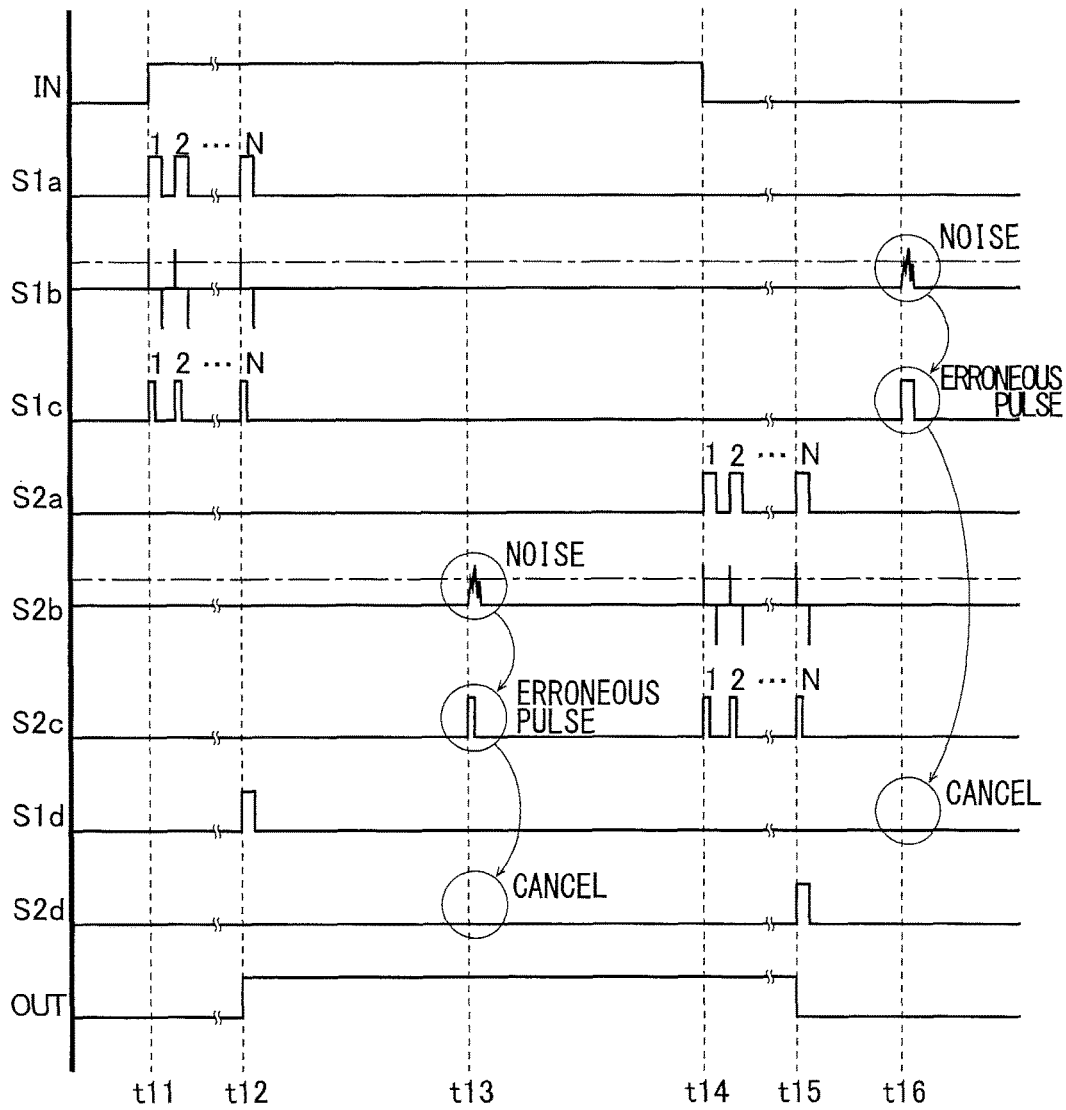 IN
1 2 ··· N
S1a
NOISE
S1b
1 2 ··· N
S1c
ERRONEOUS
PULSE
1 2 ··· N
S2a
NOISE
S2b
1 2 ··· N
ERRONEOUS
PULSE
S2c
S1d
CANCEL
CANCEL
S2d
OUT
t11 t12 t13 t14 t15 t16